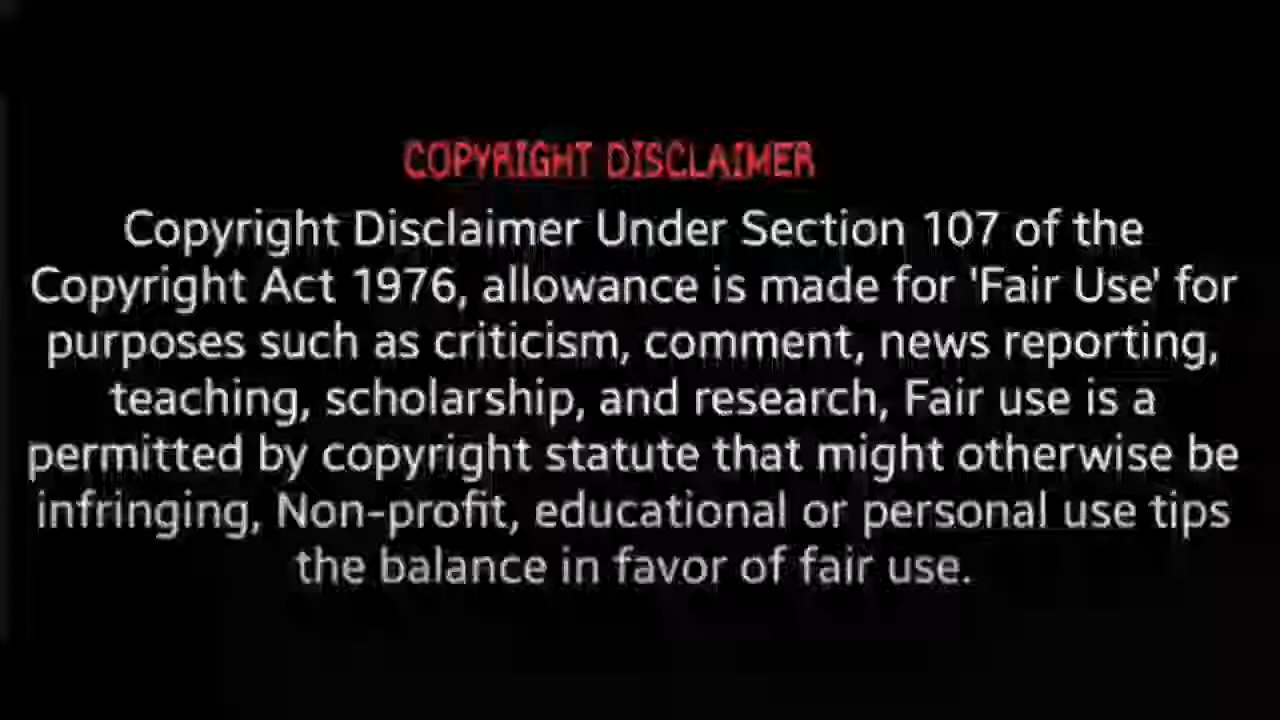 COPYRIGHT DISCLAIMER
Copyright Disclaimer Under Section 107 of the
Copyright Act 1976, allowance is made for 'Fair Use' for
purposes such as criticism, comment, news reporting,
teaching, scholarship, and research, Fair use is a
permitted by copyright statute that might otherwise be
infringing, Non-profit, educational or personal use tips
the balance in favor of fair use.